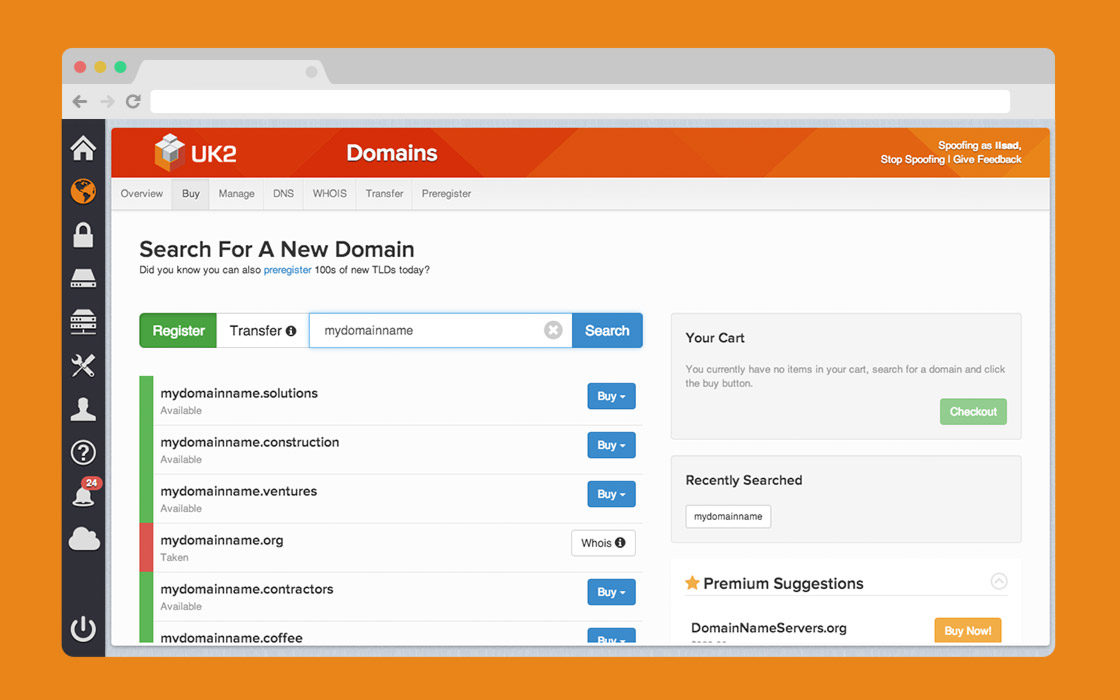 UK2
Domains
Spoofing as lisad,
Stop Spoofing | Give Feedback
Overview
Buy
Manage
DNS
WHOIS
Transfer
Preregister
Search For A New Domain
Did you know you can also preregister 100s of new TLDs today?
Register
Transfer
mydomainname
Search
mydomainname.solutions
Available
Buy
mydomainname.construction
Available
Buy
mydomainname.ventures
Available
Buy
mydomainname.org
Taken
Whois
mydomainname.contractors
Available
Buy
mydomainname.coffee
Buy
Your Cart
You currently have no items in your cart, search for a domain and click
the buy button.
Checkout
Recently Searched
mydomainname
Premium Suggestions
DomainNameServers.org
Buy Now!
24